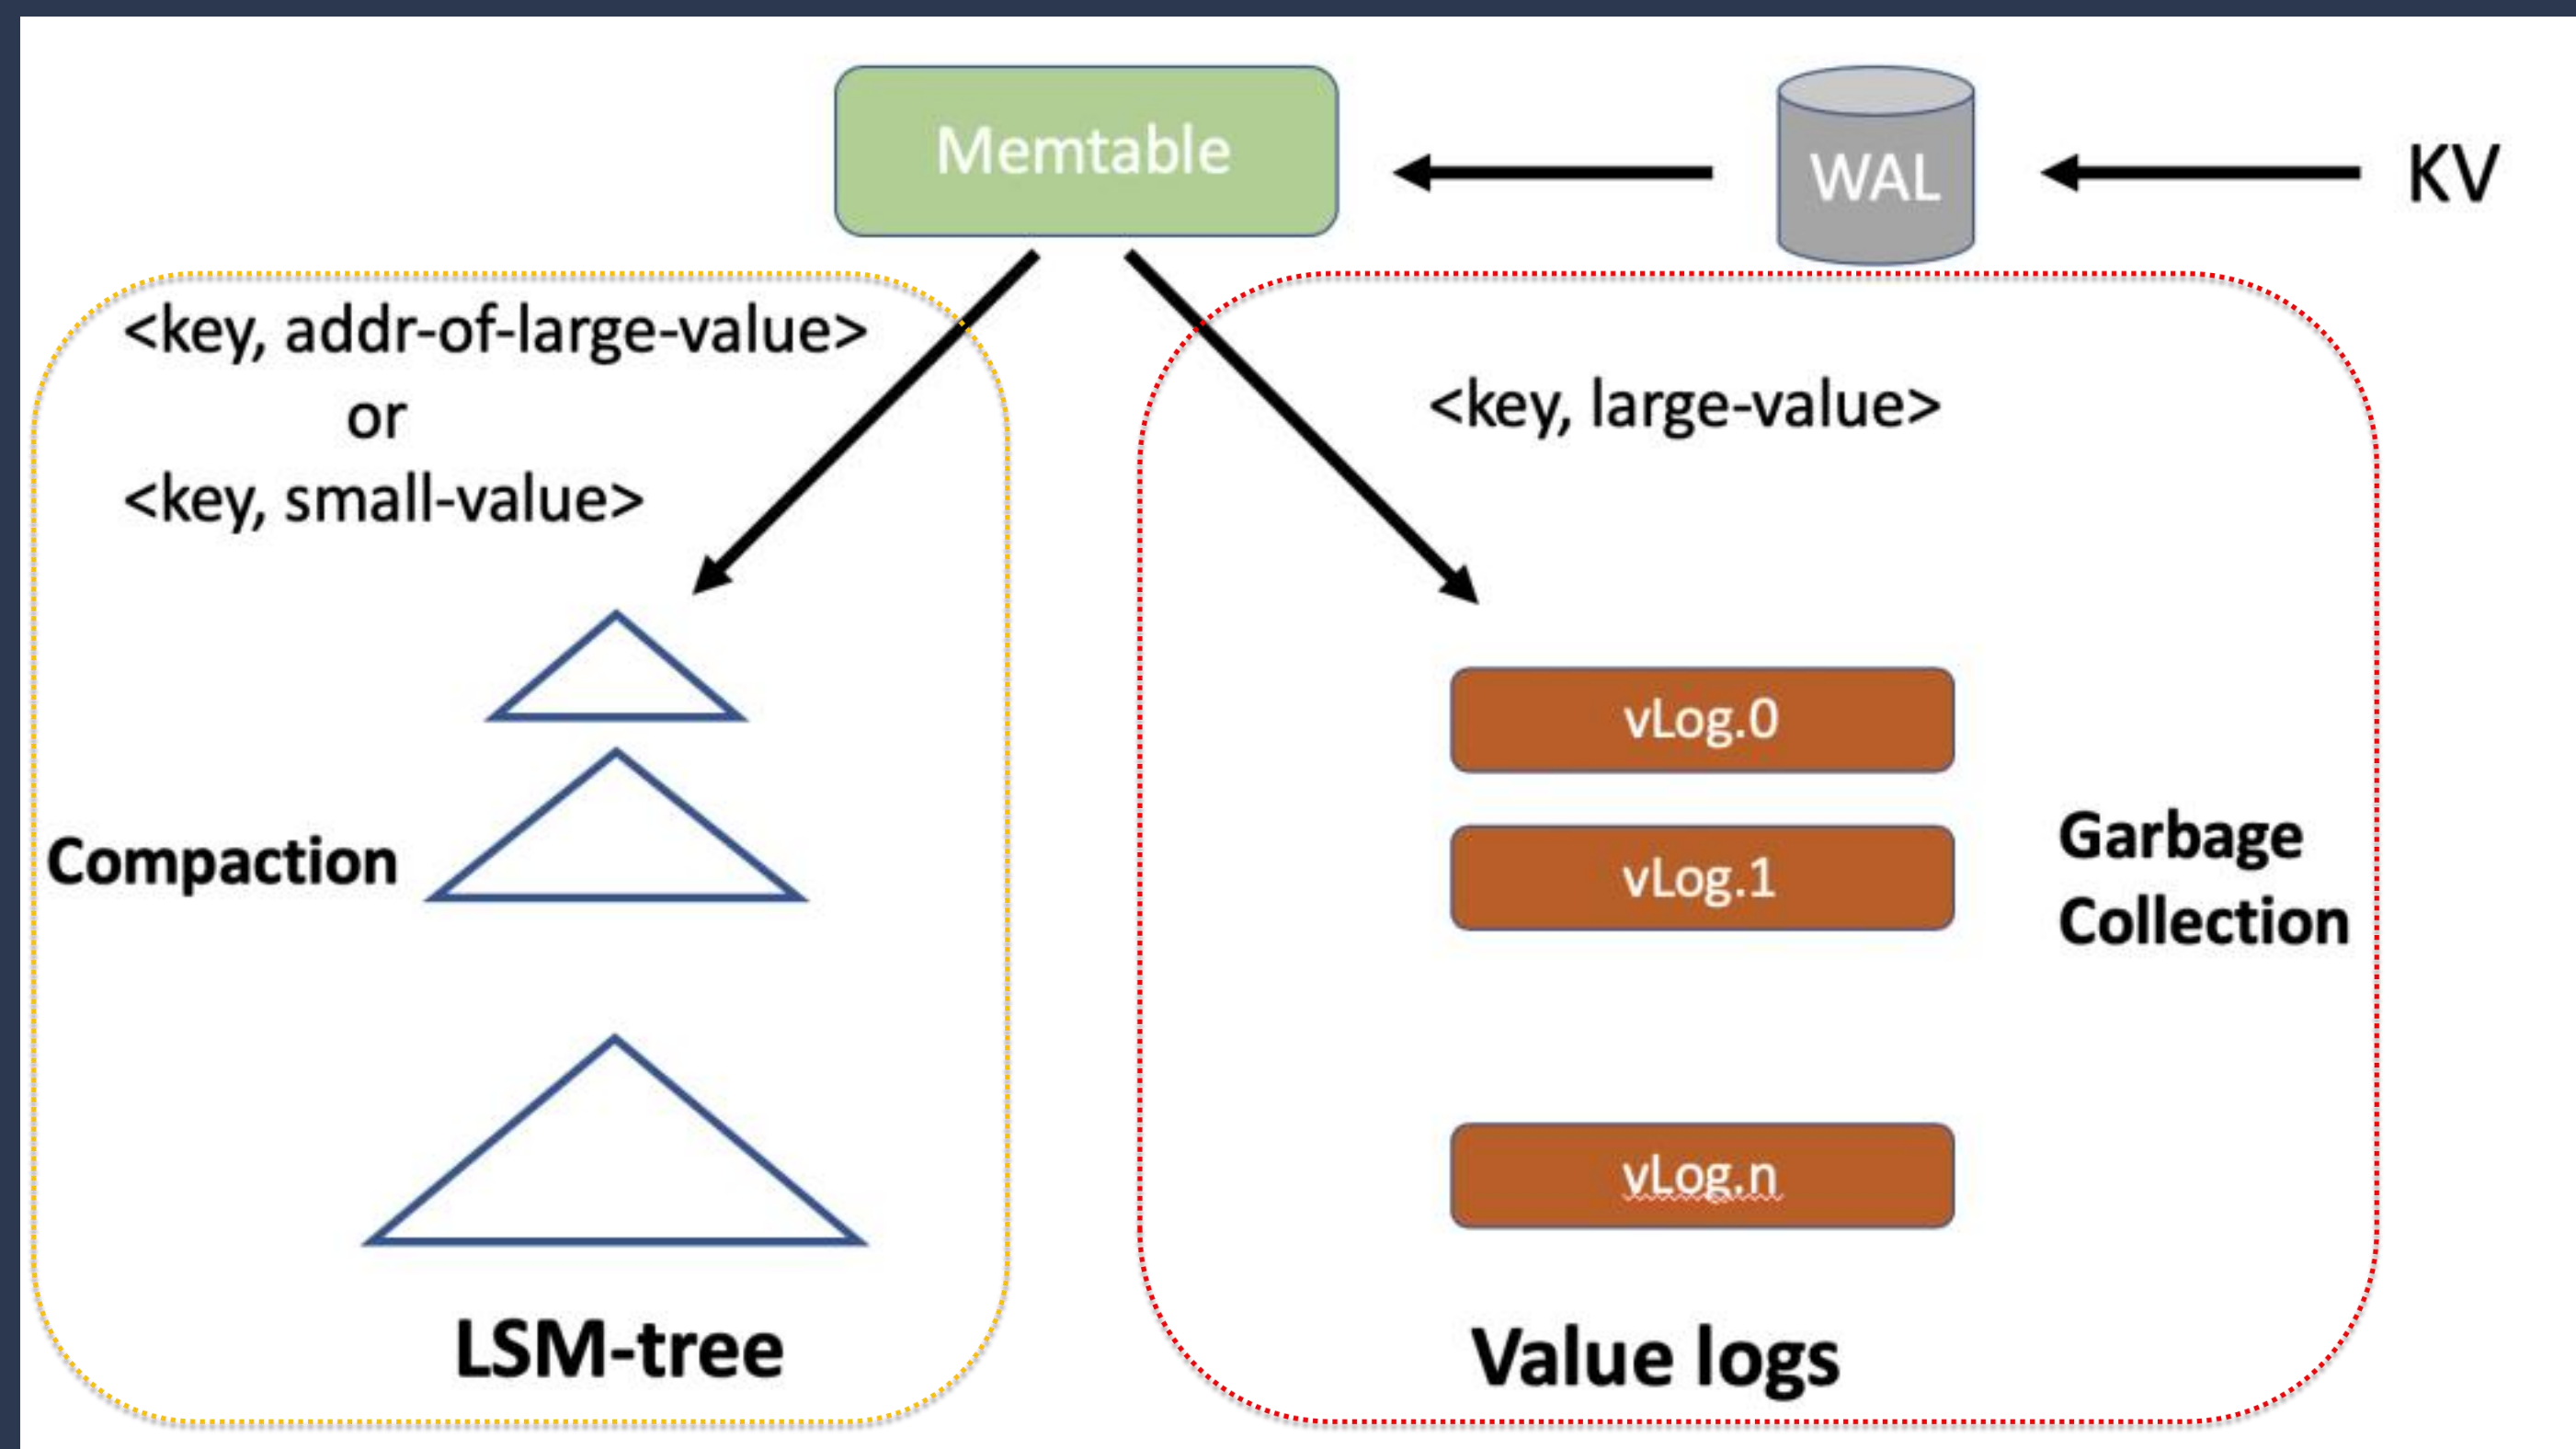 Memtable
WAL
KV
<key, addr-of-large-value>
or
<key, small-value>
<key, large-value>
vLog.0
vLog.1
vLog.n
Compaction
Garbage
Collection
LSM-tree
Value logs